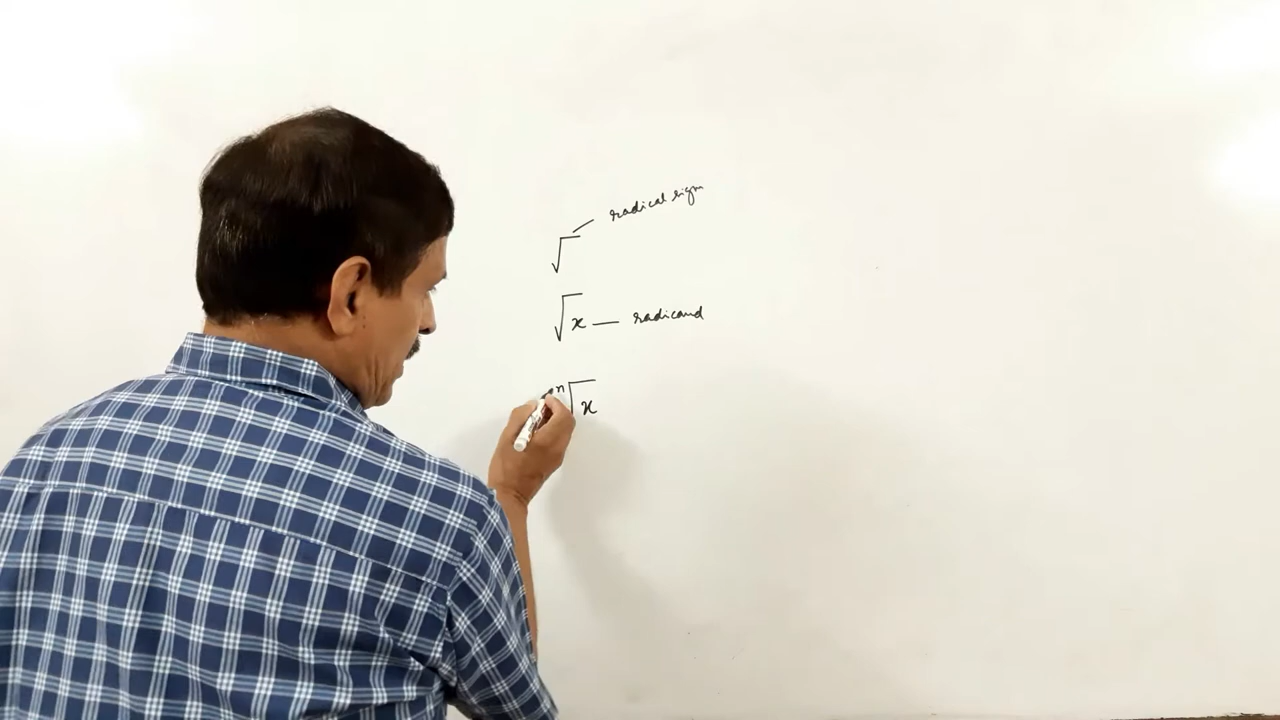 √ — radical sign
√x — radicand
ⁿ√x